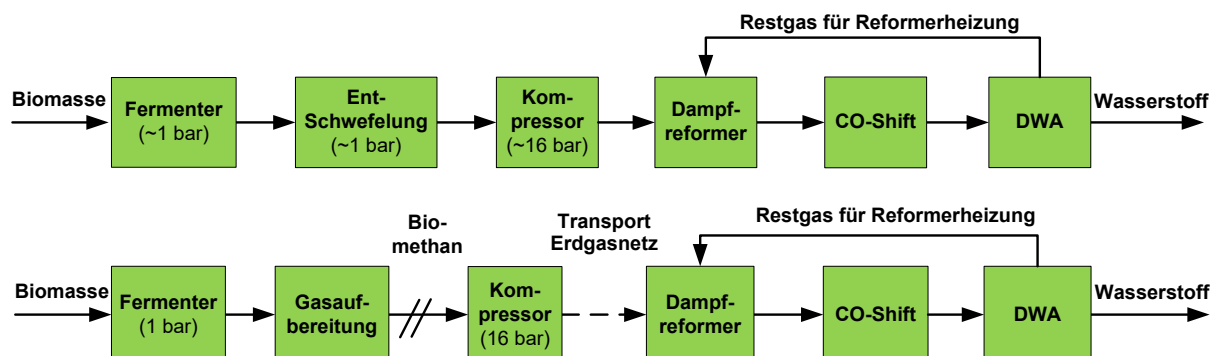 Restgas für Reformerheizung
Biomasse
Fermenter
(~1 bar)
Ent-
Schwefelung
(~1 bar)
Kom-
pressor
(~16 bar)
Dampf-
reformer
CO-Shift
DWA
Wasserstoff
Bio-
methan
Transport
Erdgasnetz
Restgas für Reformerheizung
Biomasse
Fermenter
(1 bar)
Gasauf-
bereitung
Kom-
pressor
(16 bar)
Dampf-
reformer
CO-Shift
DWA
Wasserstoff